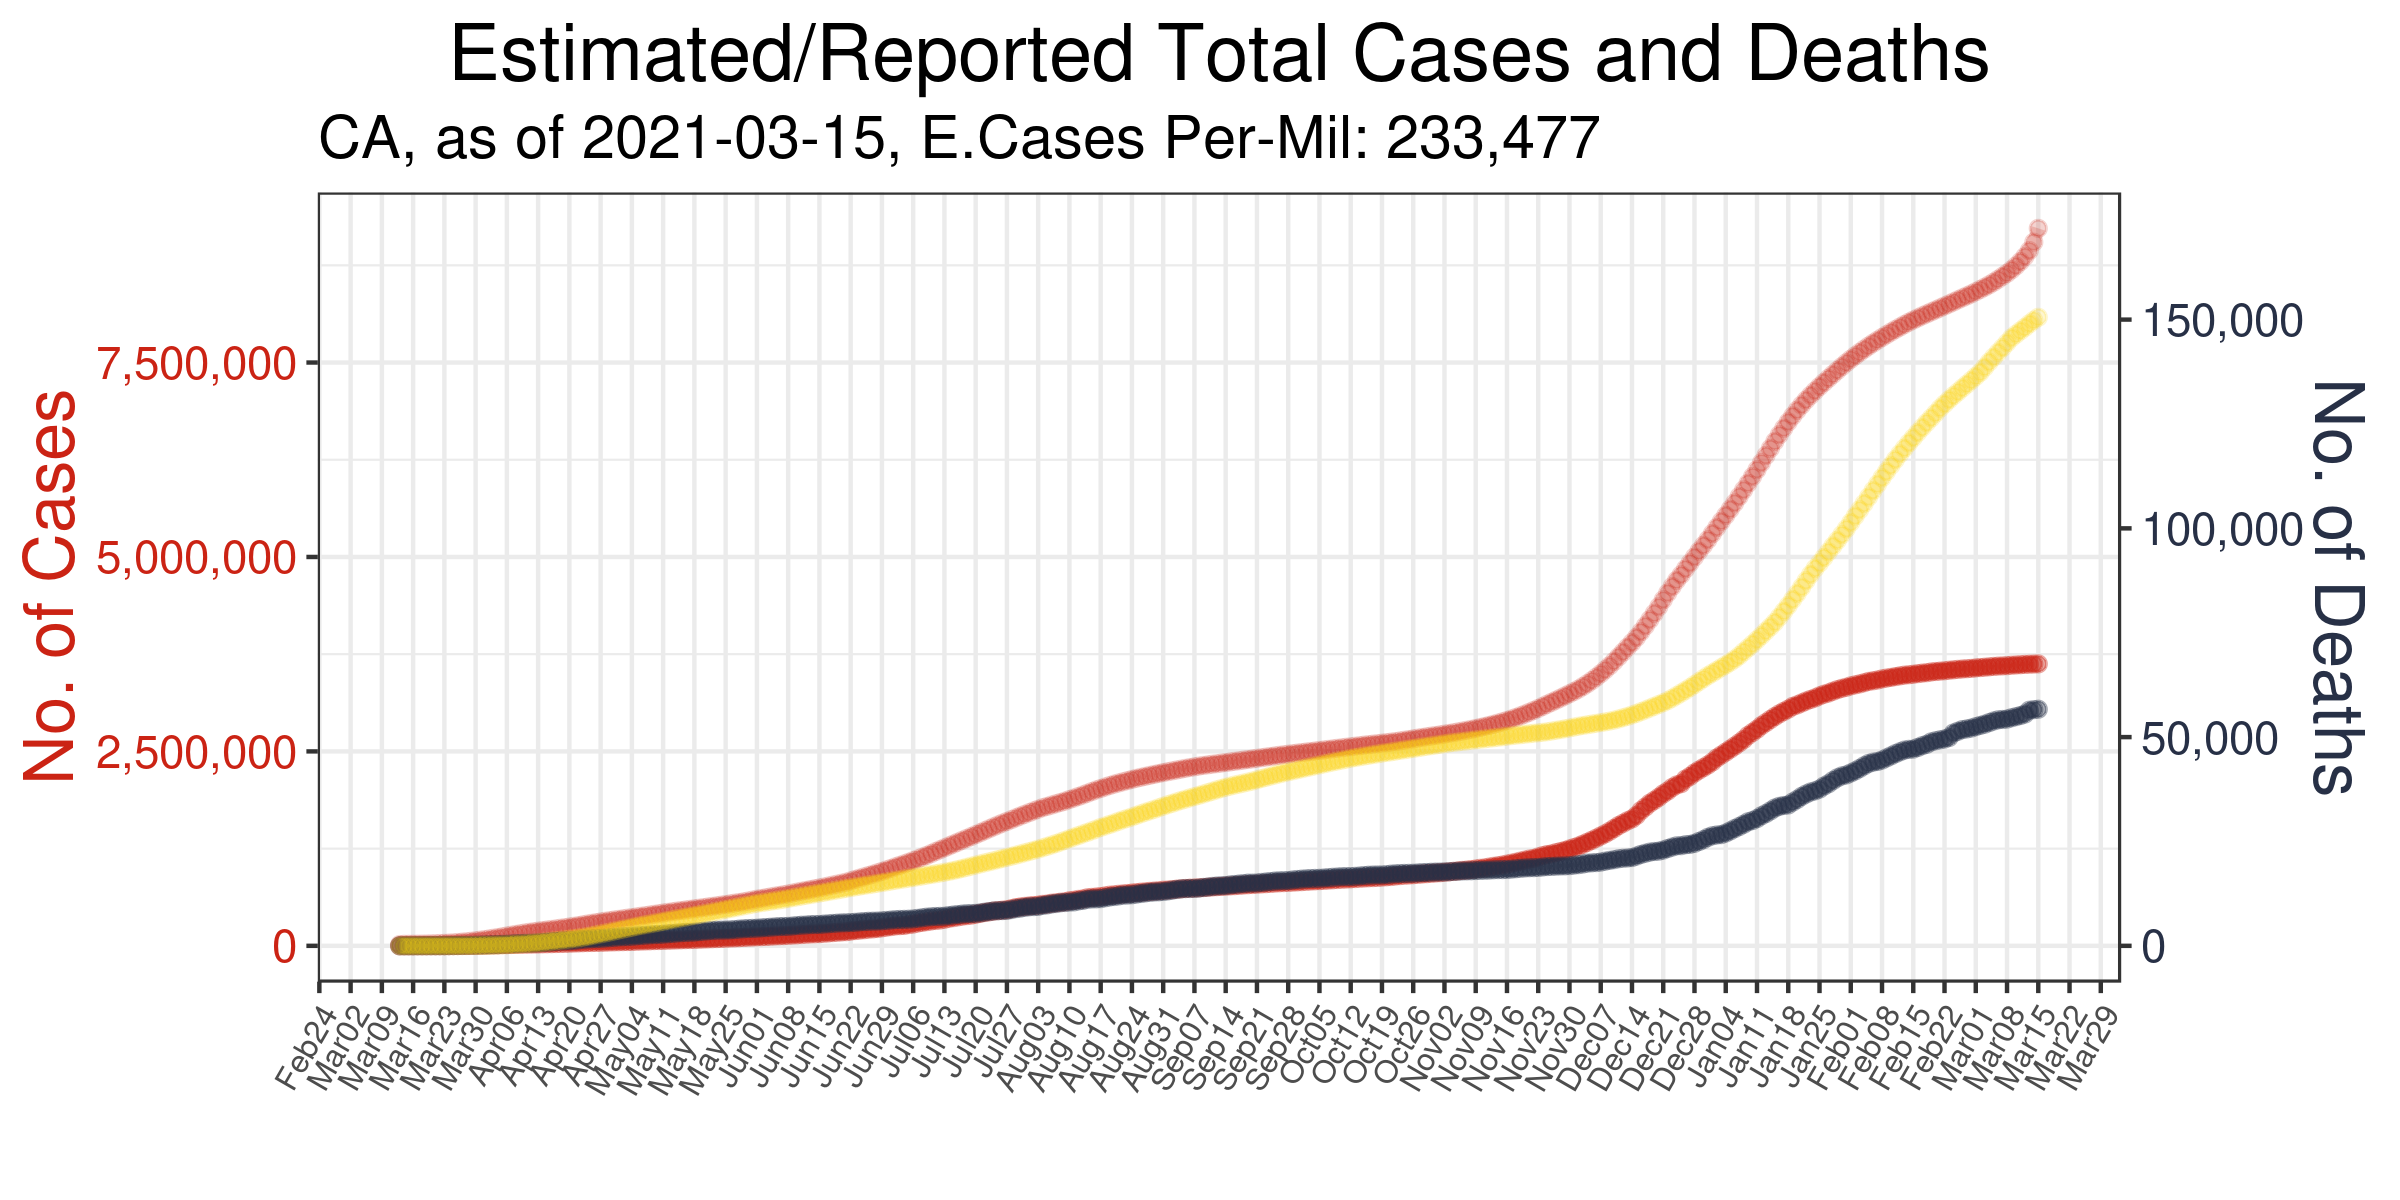 Estimated/Reported Total Cases and Deaths
CA, as of 2021-03-15, E.Cases Per-Mil: 233,477
No. of Cases
7,500,000
5,000,000
2,500,000
0
150,000
100,000
50,000
0
No. of Deaths
Feb24
Mar02
Mar09
Mar16
Mar23
Mar30
Apr06
Apr13
Apr20
Apr27
May04
May11
May18
May25
Jun01
Jun08
Jun15
Jun22
Jun29
Jul06
Jul13
Jul20
Jul27
Aug03
Aug10
Aug17
Aug24
Aug31
Sep07
Sep14
Sep21
Sep28
Oct05
Oct12
Oct19
Oct26
Nov02
Nov09
Nov16
Nov23
Nov30
Dec07
Dec14
Dec21
Dec28
Jan04
Jan11
Jan18
Jan25
Feb01
Feb08
Feb15
Feb22
Mar01
Mar08
Mar15
Mar22
Mar29